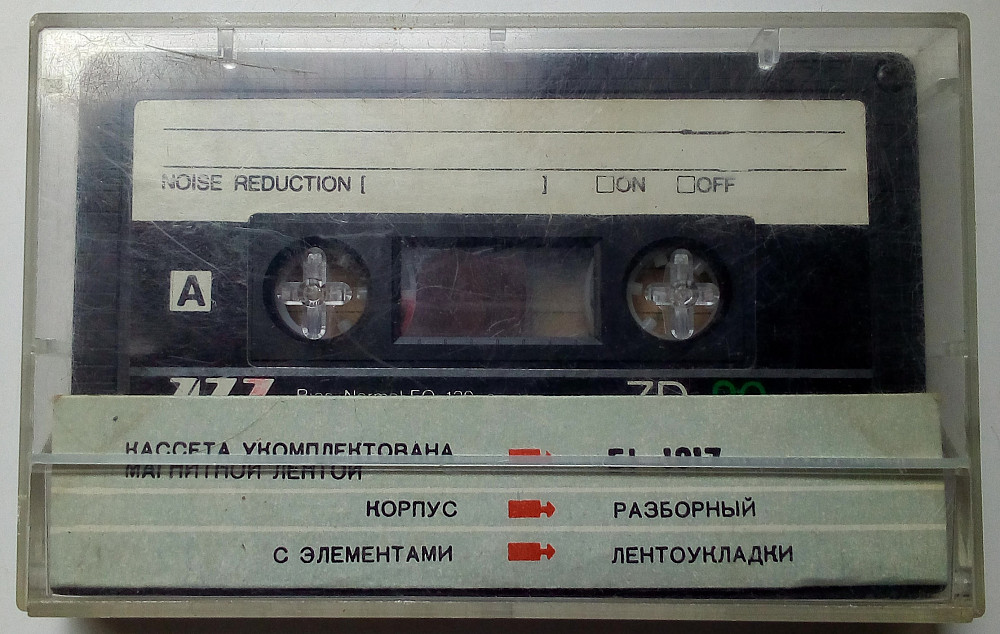 NOISE REDUCTION [ ] □ON □OFF
A
КАССЕТА УКОМПЛЕКТОВАНА
МАГНИТНОЙ ЛЕНТОЙ
КОРПУС РАЗБОРНЫЙ
С ЭЛЕМЕНТАМИ ЛЕНТОУКЛАДКИ